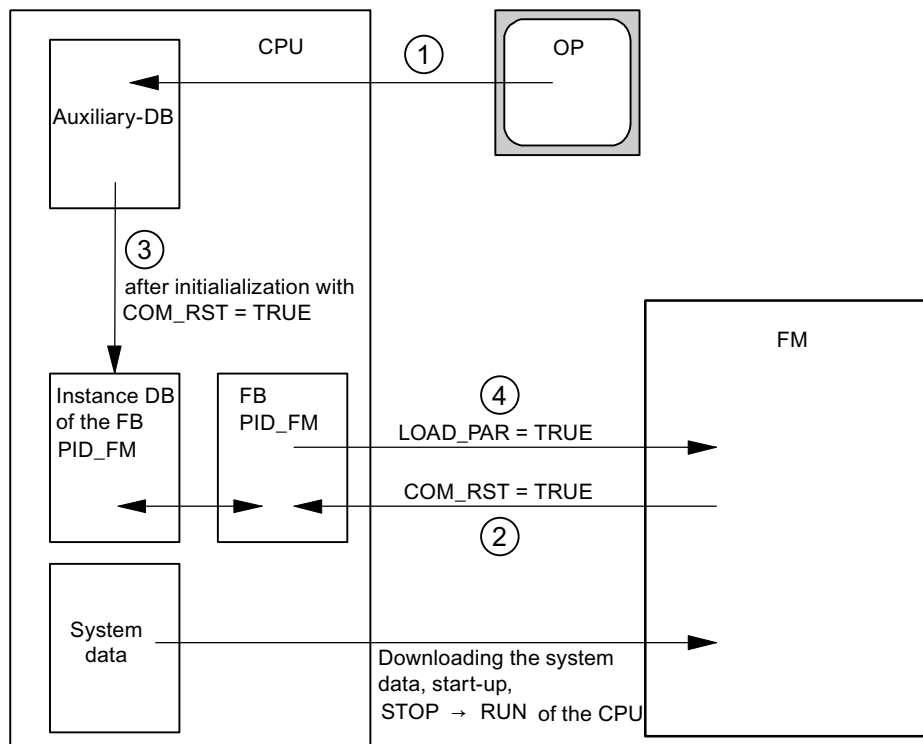 CPU
1
OP
Auxiliary-DB
3
after initialialization with
COM_RST = TRUE
FM
Instance DB
of the FB
PID_FM
FB
PID_FM
4
LOAD_PAR = TRUE
COM_RST = TRUE
2
System
data
Downloading the system
data, start-up,
STOP → RUN of the CPU